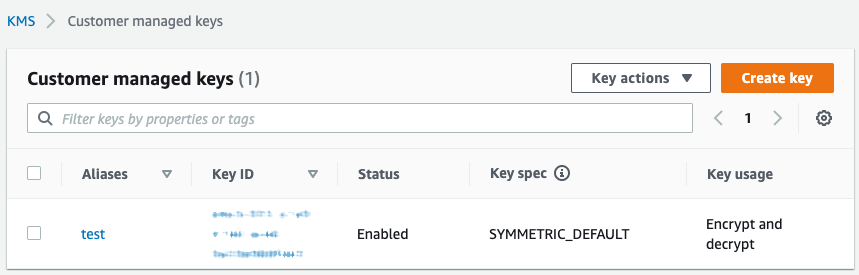 KMS > Customer managed keys
Customer managed keys (1)
Key actions
Create key
Filter keys by properties or tags
1
Aliases
Key ID
Status
Key spec
Key usage
test
Enabled
SYMMETRIC_DEFAULT
Encrypt and
decrypt